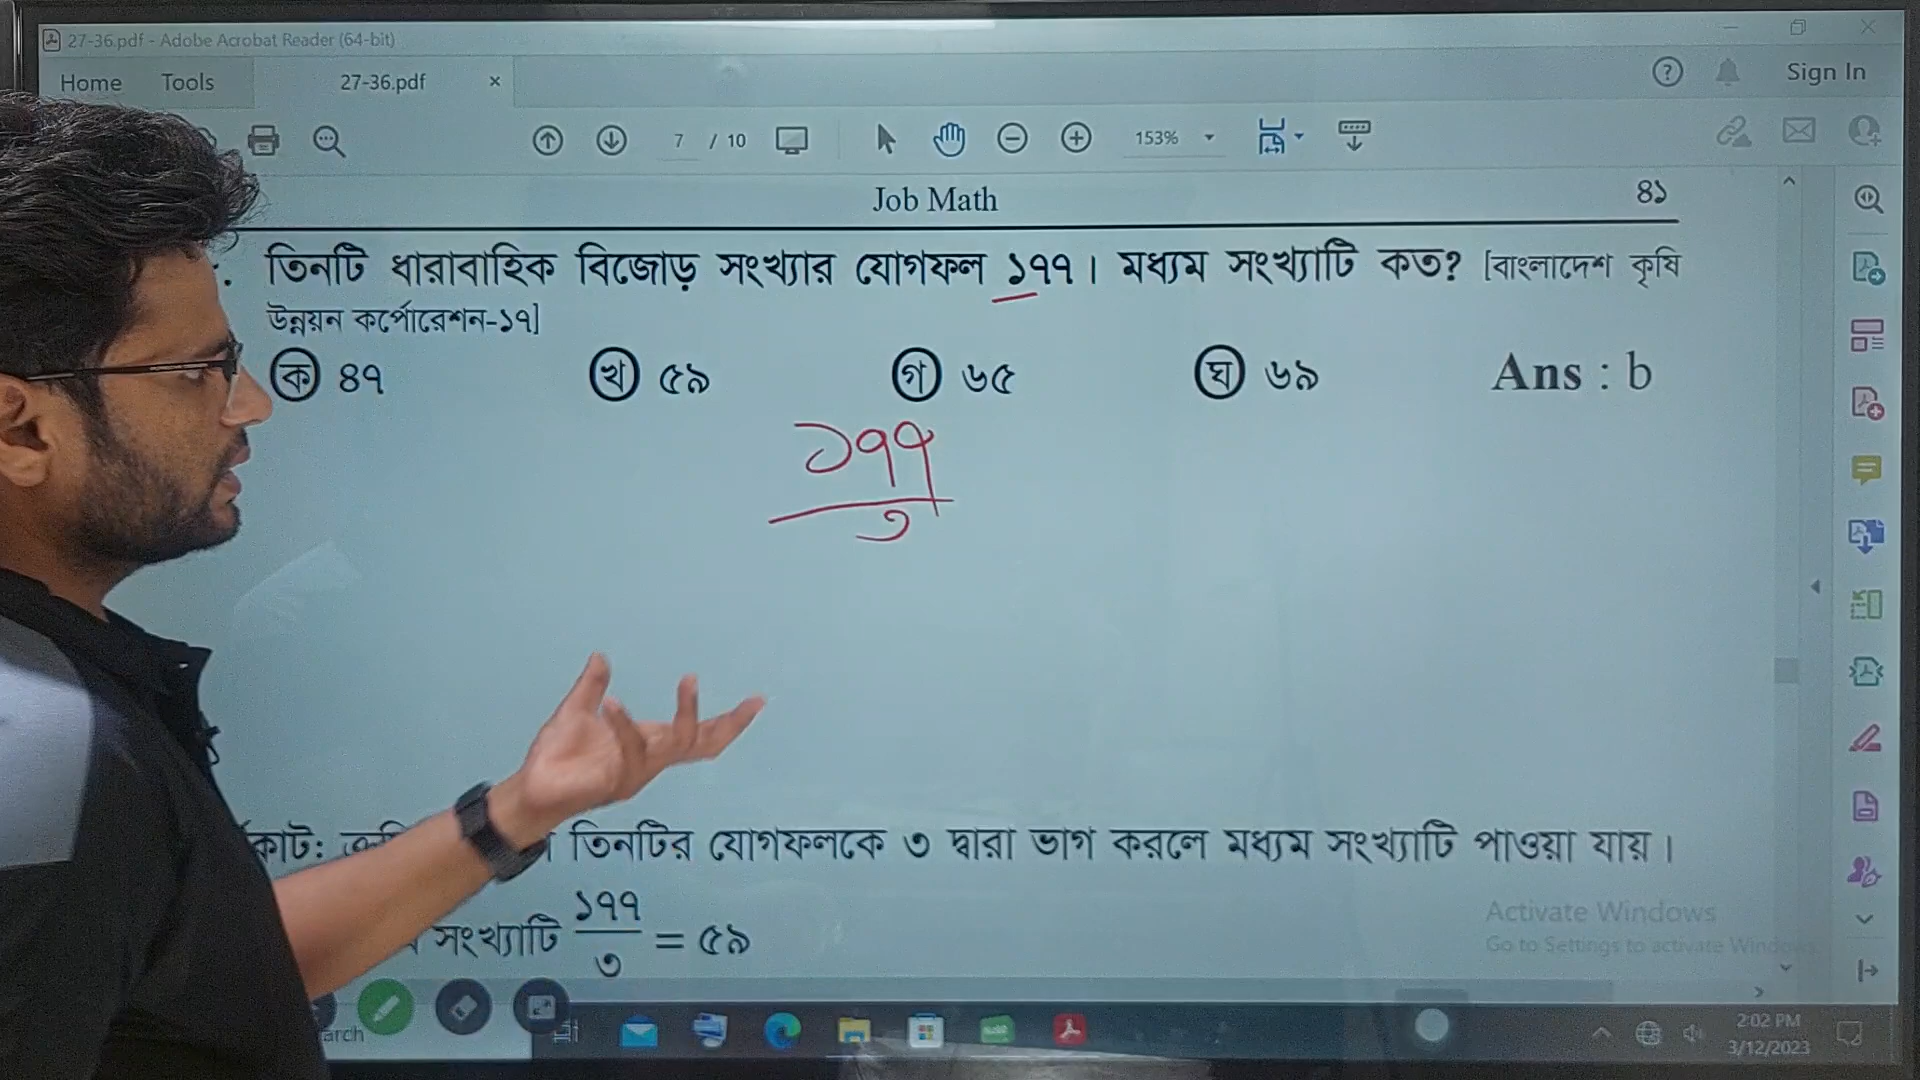 27-36.pdf - Adobe Acrobat Reader (64-bit)
Home Tools 27-36.pdf × Sign In
7 / 10 153%
Job Math ৪১
তিনটি ধারাবাহিক বিজোড় সংখ্যার যোগফল ১৭৭। মধ্যম সংখ্যাটি কত? [বাংলাদেশ কৃষি
উন্নয়ন কর্পোরেশন-১৭]
ক ৪৭ খ ৫৯ গ ৬৫ ঘ ৬৯ Ans : b
১৭৭
৩
তিনটির যোগফলকে ৩ দ্বারা ভাগ করলে মধ্যম সংখ্যাটি পাওয়া যায়।
সংখ্যাটি ১৭৭/৩ = ৫৯
Activate Windows
Go to Settings to activate Windows.
2:02 PM
3/12/2023